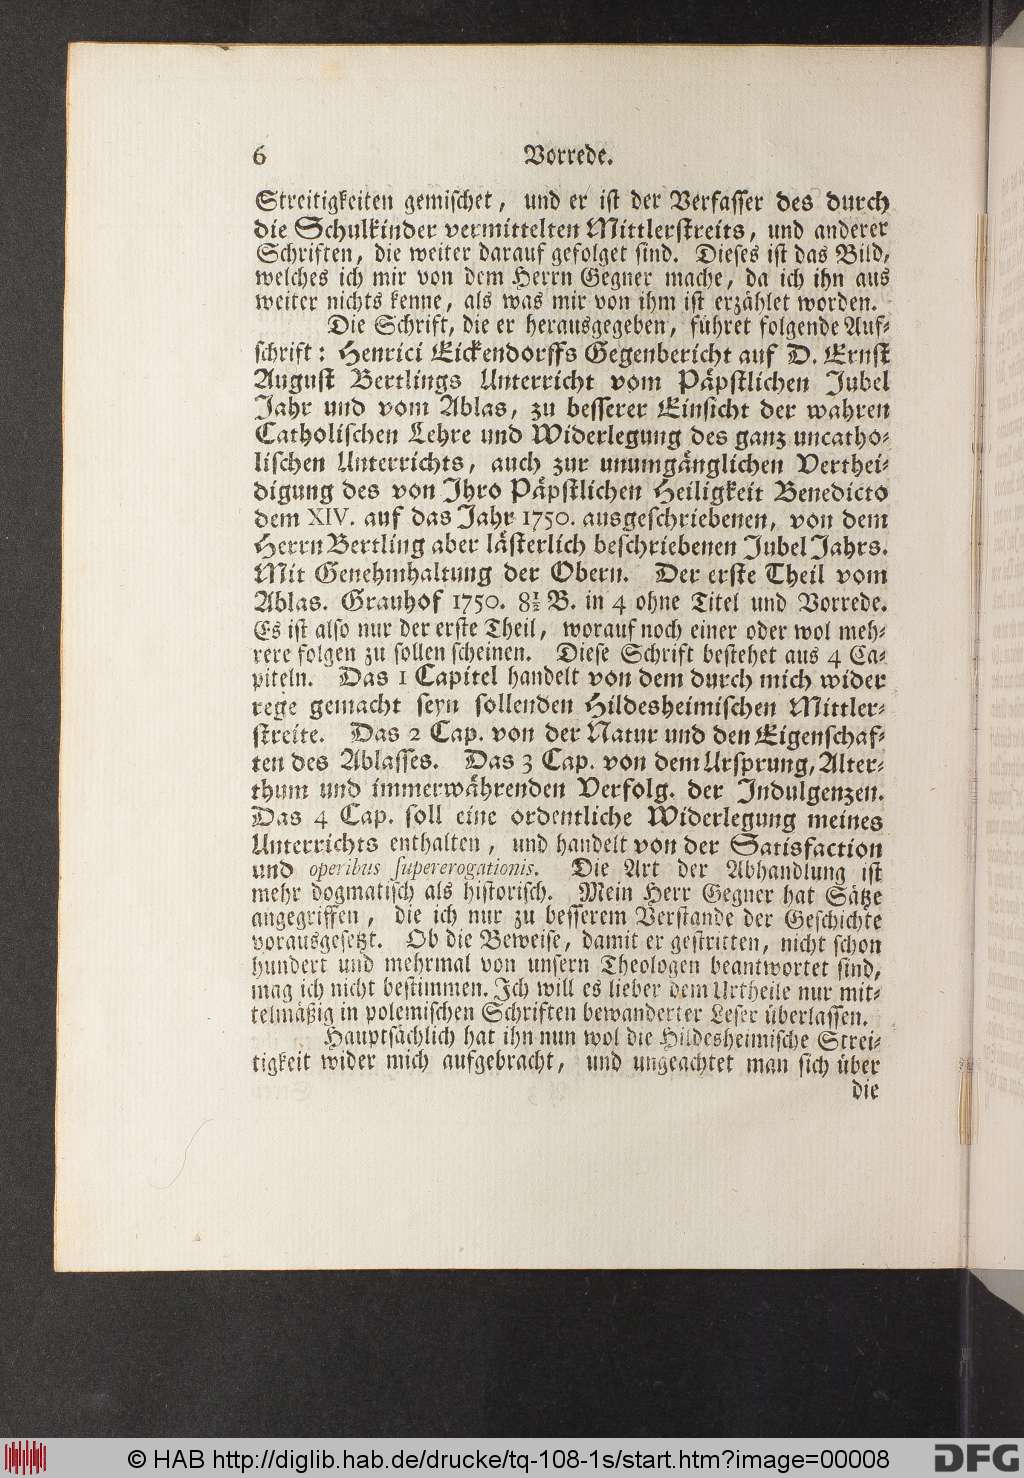 6 Vorrede.
Streitigkeiten gemischet, und er ist der Verfasser des durch
die Schulkinder vermittelten Mittlerstreits, und anderer
Schriften, die weiter darauf gefolget sind. Dieses ist das Bild,
welches ich mir von dem Herrn Gegner mache, da ich ihn aus
weiter nichts kenne, als was mir von ihm ist erzählet worden.
Die Schrift, die er herausgegeben, führet folgende Auf-
schrift: Henrici Eickendorffs Gegenbericht auf D. Ernst
August Bertlings Unterricht vom Päpstlichen Jubel
Jahr und vom Ablas, zu besserer Einsicht der wahren
Catholischen Lehre und Widerlegung des ganz uncatho-
lischen Unterrichts, auch zur unumgänglichen Verthei-
digung des von Ihro Päpstlichen Heiligkeit Benedicto
dem XIV. auf das Jahr 1750. ausgeschriebenen, von dem
Herrn Bertling aber lästerlich beschriebenen Jubel Jahrs.
Mit Genehmhaltung der Obern. Der erste Theil vom
Ablas. Grauhof 1750. 8½ B. in 4 ohne Titel und Vorrede.
Es ist also nur der erste Theil, worauf noch einer oder wol meh-
rere folgen zu sollen scheinen. Diese Schrift bestehet aus 4 Ca-
piteln. Das 1 Capitel handelt von dem durch mich wider
rege gemacht seyn sollenden Hildesheimischen Mittler-
streite. Das 2 Cap. von der Natur und den Eigenschaf-
ten des Ablasses. Das 3 Cap. von dem Ursprung, Alter-
thum und immerwährenden Verfolg. der Indulgenzen.
Das 4 Cap. soll eine ordentliche Widerlegung meines
Unterrichts enthalten, und handelt von der Satisfaction
und operibus supererogationis. Die Art der Abhandlung ist
mehr dogmatisch als historisch. Mein Herr Gegner hat Sätze
angegriffen, die ich nur zu besserem Verstande der Geschichte
vorausgesetzt. Ob die Beweise, damit er gestritten, nicht schon
hundert und mehrmal von unsern Theologen beantwortet sind,
mag ich nicht bestimmen. Ich will es lieber dem Urtheile nur mit-
telmäßig in polemischen Schriften bewanderter Leser überlassen.
Hauptsächlich hat ihn nun wol die Hildesheimische Strei-
tigkeit wider mich aufgebracht, und ungeachtet man sich über
die
© HAB http://diglib.hab.de/drucke/tq-108-1s/start.htm?image=00008
DFG